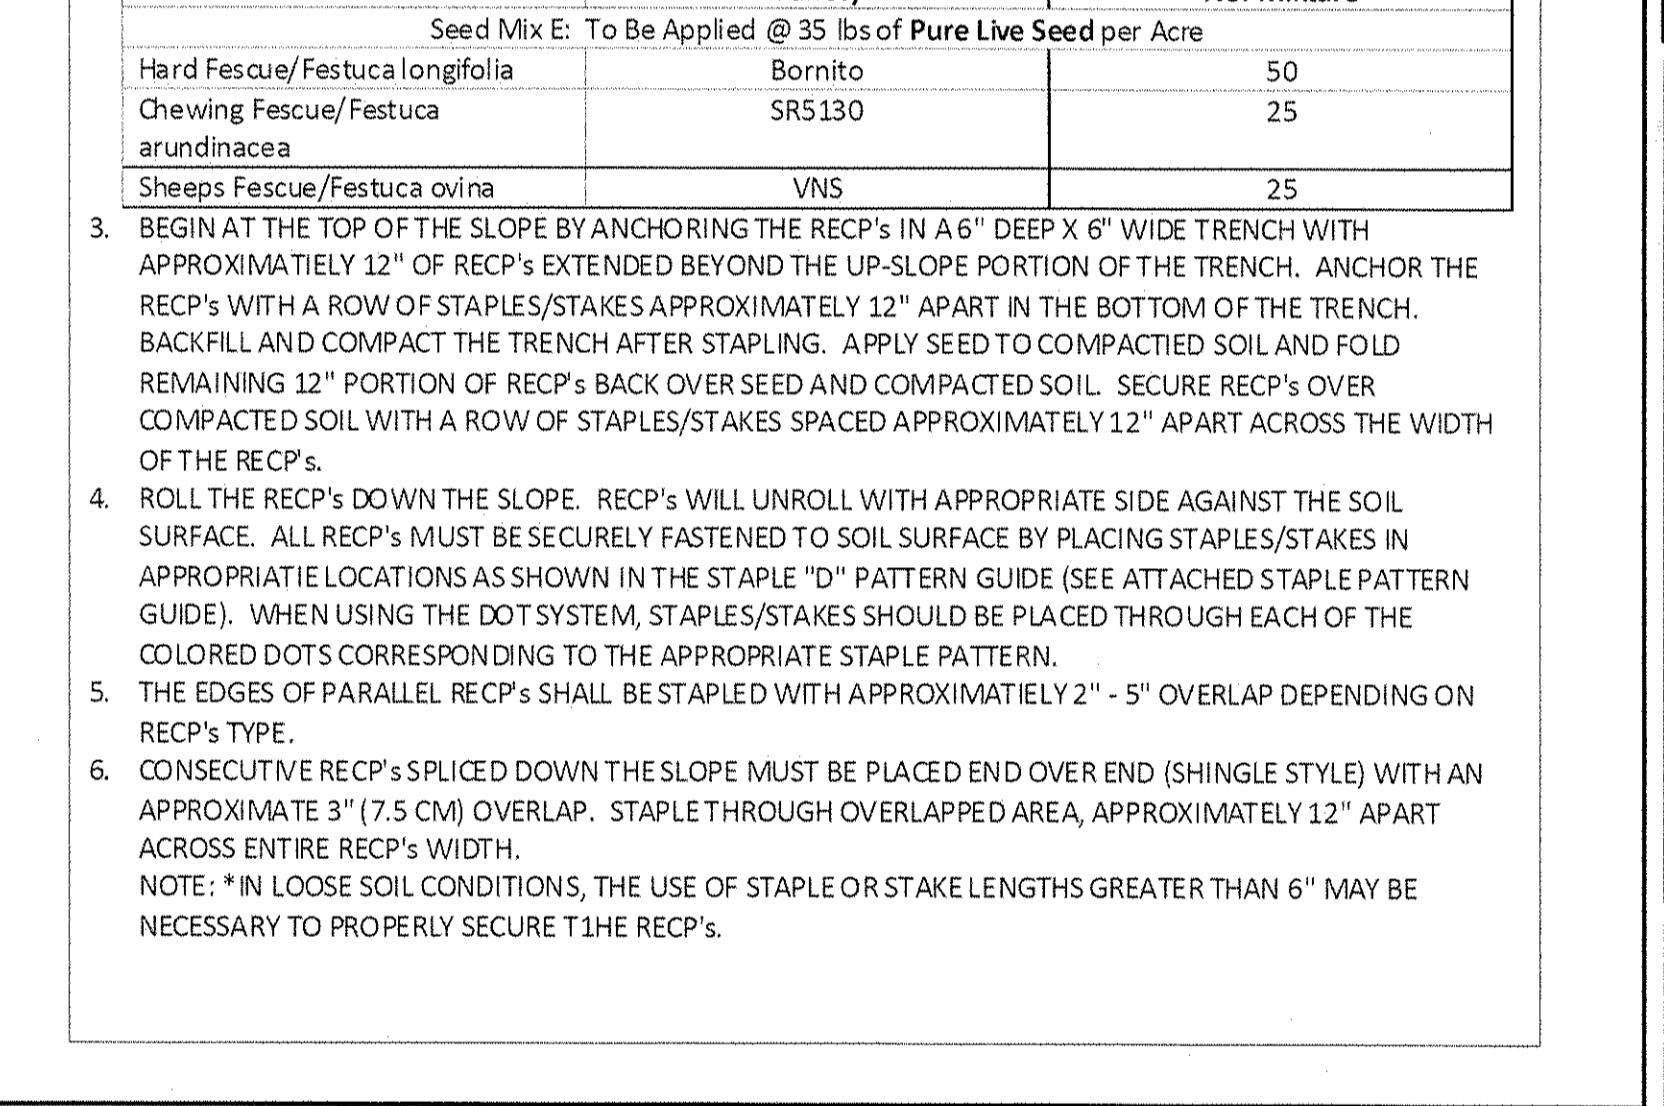 Seed Mix E: To Be Applied @ 35 lbs of Pure Live Seed per Acre
Hard Fescue/Festuca longifolia Bornito 50
Chewing Fescue/Festuca SR5130 25
arundinacea
Sheeps Fescue/Festuca ovina VNS 25
3. BEGIN AT THE TOP OF THE SLOPE BY ANCHORING THE RECP's IN A 6" DEEP X 6" WIDE TRENCH WITH
APPROXIMATIELY 12" OF RECP's EXTENDED BEYOND THE UP-SLOPE PORTION OF THE TRENCH. ANCHOR THE
RECP's WITH A ROW OF STAPLES/STAKES APPROXIMATELY 12" APART IN THE BOTTOM OF THE TRENCH.
BACKFILL AND COMPACT THE TRENCH AFTER STAPLING. APPLY SEED TO COMPACTIED SOIL AND FOLD
REMAINING 12" PORTION OF RECP's BACK OVER SEED AND COMPACTED SOIL. SECURE RECP's OVER
COMPACTED SOIL WITH A ROW OF STAPLES/STAKES SPACED APPROXIMATELY 12" APART ACROSS THE WIDTH
OF THE RECP's.
4. ROLL THE RECP's DOWN THE SLOPE. RECP's WILL UNROLL WITH APPROPRIATE SIDE AGAINST THE SOIL
SURFACE. ALL RECP's MUST BE SECURELY FASTENED TO SOIL SURFACE BY PLACING STAPLES/STAKES IN
APPROPRIATIE LOCATIONS AS SHOWN IN THE STAPLE "D" PATTERN GUIDE (SEE ATTACHED STAPLE PATTERN
GUIDE). WHEN USING THE DOT SYSTEM, STAPLES/STAKES SHOULD BE PLACED THROUGH EACH OF THE
COLORED DOTS CORRESPONDING TO THE APPROPRIATE STAPLE PATTERN.
5. THE EDGES OF PARALLEL RECP's SHALL BE STAPLED WITH APPROXIMATIELY 2" - 5" OVERLAP DEPENDING ON
RECP's TYPE.
6. CONSECUTIVE RECP's SPLICED DOWN THE SLOPE MUST BE PLACED END OVER END (SHINGLE STYLE) WITH AN
APPROXIMATE 3" (7.5 CM) OVERLAP. STAPLE THROUGH OVERLAPPED AREA, APPROXIMATELY 12" APART
ACROSS ENTIRE RECP's WIDTH.
NOTE: *IN LOOSE SOIL CONDITIONS, THE USE OF STAPLE OR STAKE LENGTHS GREATER THAN 6" MAY BE
NECESSARY TO PROPERLY SECURE T1HE RECP's.